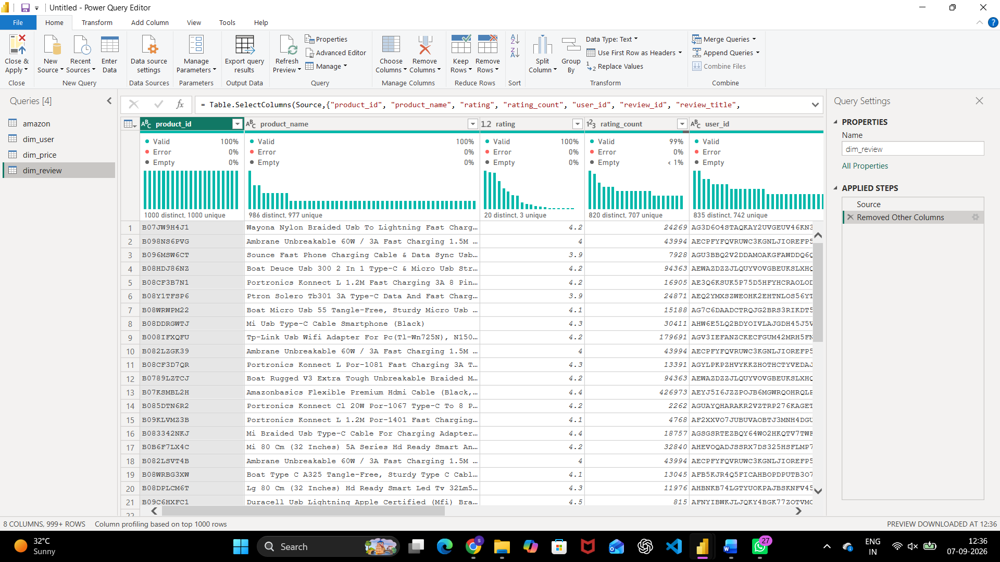 Untitled - Power Query Editor
File Home Transform Add Column View Tools Help
Close & Apply
New Source
Recent Sources
Enter Data
Data source settings
Manage Parameters
Export query results
Refresh Preview
Properties
Advanced Editor
Manage
Choose Columns
Remove Columns
Keep Rows
Remove Rows
Split Column
Group By
Data Type: Text
Use First Row as Headers
Replace Values
Merge Queries
Append Queries
Combine Files
Close New Query Data Sources Parameters Output Data Query Manage Columns Reduce Rows Sort Transform Combine
Queries [4]
amazon
dim_user
dim_price
dim_review
fx = Table.SelectColumns(Source,{"product_id", "product_name", "rating", "rating_count", "user_id", "review_id", "review_title",
ABC product_id ABC product_name 1.2 rating 123 rating_count ABC user_id
Valid 100% Valid 100% Valid 100% Valid 99% Valid
Error 0% Error 0% Error 0% Error 0% Error
Empty 0% Empty 0% Empty 0% Empty < 1% Empty
1000 distinct, 1000 unique 986 distinct, 977 unique 20 distinct, 3 unique 820 distinct, 707 unique 835 distinct, 742 unique
1 B07JW9H4J1 Wayona Nylon Braided Usb To Lightning Fast Charg... 4.2 24269 AG3D6O4STAQKAY2UVGEUV46KN3
2 B098NS6PVG Ambrane Unbreakable 60W / 3A Fast Charging 1.5M ... 4 43994 AECPFYFQVRUWC3KGNLJIOREFP5
3 B096MSW6CT Sounce Fast Phone Charging Cable & Data Sync Usb... 3.9 7928 AGU3BBQ2V2DDAMOAKGFAWDDQ6Q
4 B08HDJ86NZ Boat Deuce Usb 300 2 In 1 Type-C & Micro Usb Str... 4.2 94363 AEWAZDZZJLQUYVOVGBEUKSLXHQ
5 B08CF3B7N1 Portronics Konnect L 1.2M Fast Charging 3A 8 Pin... 4.2 16905 AE3Q6KSUK5P75D5HFYHCRAOLOD
6 B08Y1TFSP6 Ptron Solero Tb301 3A Type-C Data And Fast Charg... 3.9 24871 AEQ2YMXSZWEOHK2EHTNLOS56YT
7 B08WRWPM22 Boat Micro Usb 55 Tangle-Free, Sturdy Micro Usb ... 4.1 15188 AG7C6DAADCTRQJG2BRS3RIKDT5
8 B08DDRGWTJ Mi Usb Type-C Cable Smartphone (Black) 4.3 30411 AHW6E5LQ2BDYOIVLAJGDH45J5V
9 B008IFXQFU Tp-Link Usb Wifi Adapter For Pc(Tl-Wn725N), N150... 4.2 179691 AGV3IEFANZCKECFGUM42MRH5FN
10 B082LZGK39 Ambrane Unbreakable 60W / 3A Fast Charging 1.5M ... 4 43994 AECPFYFQVRUWC3KGNLJIOREFP5
11 B08CF3D7QR Portronics Konnect L Por-1081 Fast Charging 3A T... 4.3 13391 AGYLPKPZHVYKKZHOTHCTYVEDAJ
12 B0789LZTCJ Boat Rugged V3 Extra Tough Unbreakable Braided M... 4.2 94363 AEWAZDZZJLQUYVOVGBEUKSLXHQ
13 B07KSMBL2H Amazonbasics Flexible Premium Hdmi Cable (Black,... 4.4 426973 AEYJ5I6JZZPOJB6MGWRQOHRQLP
14 B085DTN6R2 Portronics Konnect Cl 20W Por-1067 Type-C To 8 P... 4.2 2262 AGUAYQHARAKR2VZTRP276KAGET
15 B09KLVMZ3B Portronics Konnect L 1.2M Por-1401 Fast Charging... 4.1 4768 AF2XXVO7JUBUVAOBTJ3MNH4DGU
16 B083342NKJ Mi Braided Usb Type-C Cable For Charging Adapter... 4.4 18757 AGSGSRTEZBQY64WO2HKQTV7TWF
17 B0B6F7LX4C Mi 80 Cm (32 Inches) 5A Series Hd Ready Smart An... 4.2 32840 AHEVOQADJSSRX7DS325HSFLMP7
18 B082LSVT4B Ambrane Unbreakable 60W / 3A Fast Charging 1.5M ... 4 43994 AECPFYFQVRUWC3KGNLJIOREFP5
19 B08WRBG3XW Boat Type C A325 Tangle-Free, Sturdy Type C Cabl... 4.1 13045 AFB5KJR4Q5FICAHBOPDPUTB3O7
20 B08DPLCM6T Lg 80 Cm (32 Inches) Hd Ready Smart Led Tv 32Lm5... 4.3 11976 AHBNKB74LGTYUOKPAJBSKNFV45
21 B09C6HXFC1 Duracell Usb Lightning Apple Certified (Mfi) Bra... 4.5 815 AFNYIBWKJLJQKY4BGK77ZOTVMO
22
Query Settings
PROPERTIES
Name
dim_review
All Properties
APPLIED STEPS
Source
Removed Other Columns
8 COLUMNS, 999+ ROWS Column profiling based on top 1000 rows PREVIEW DOWNLOADED AT 12:36
32°C
Sunny
Search
27
ENG
IN
12:36
07-09-2026